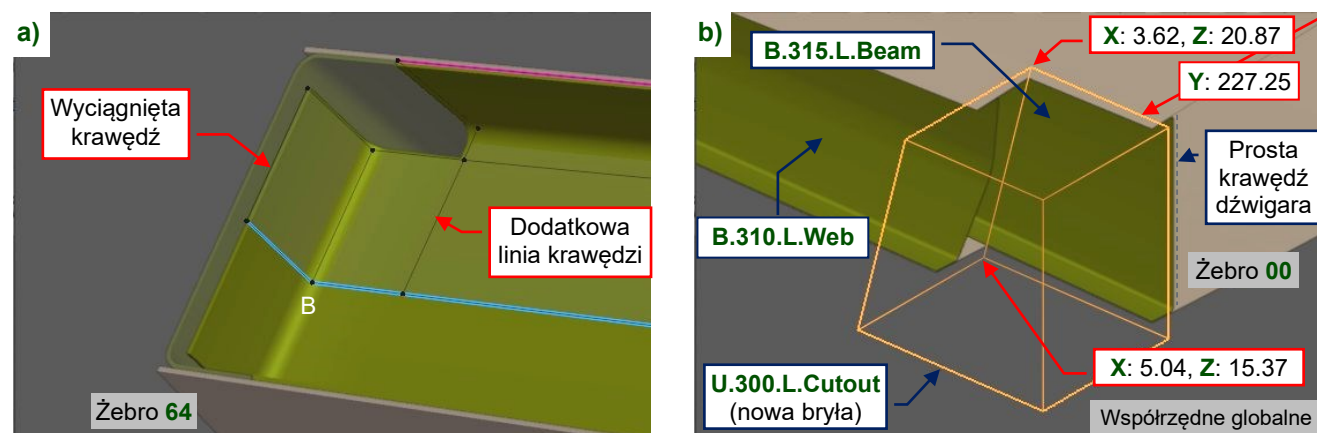 a)
Wyciągnięta
krawędź
Dodatkowa
linia krawędzi
B
Żebro 64
b)
X: 3.62, Z: 20.87
B.315.L.Beam
Y: 227.25
Prosta
krawędź
dźwigara
B.310.L.Web
Żebro 00
X: 5.04, Z: 15.37
U.300.L.Cutout
(nowa bryła)
Współrzędne globalne